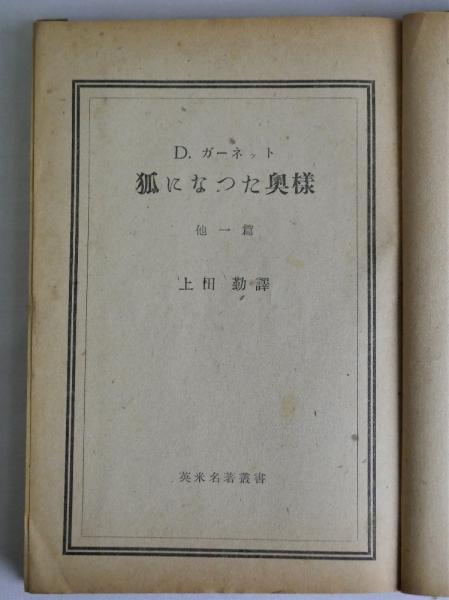 D. ガーネット
狐になつた奥様
他一篇
上田勤譯
英米名著叢書